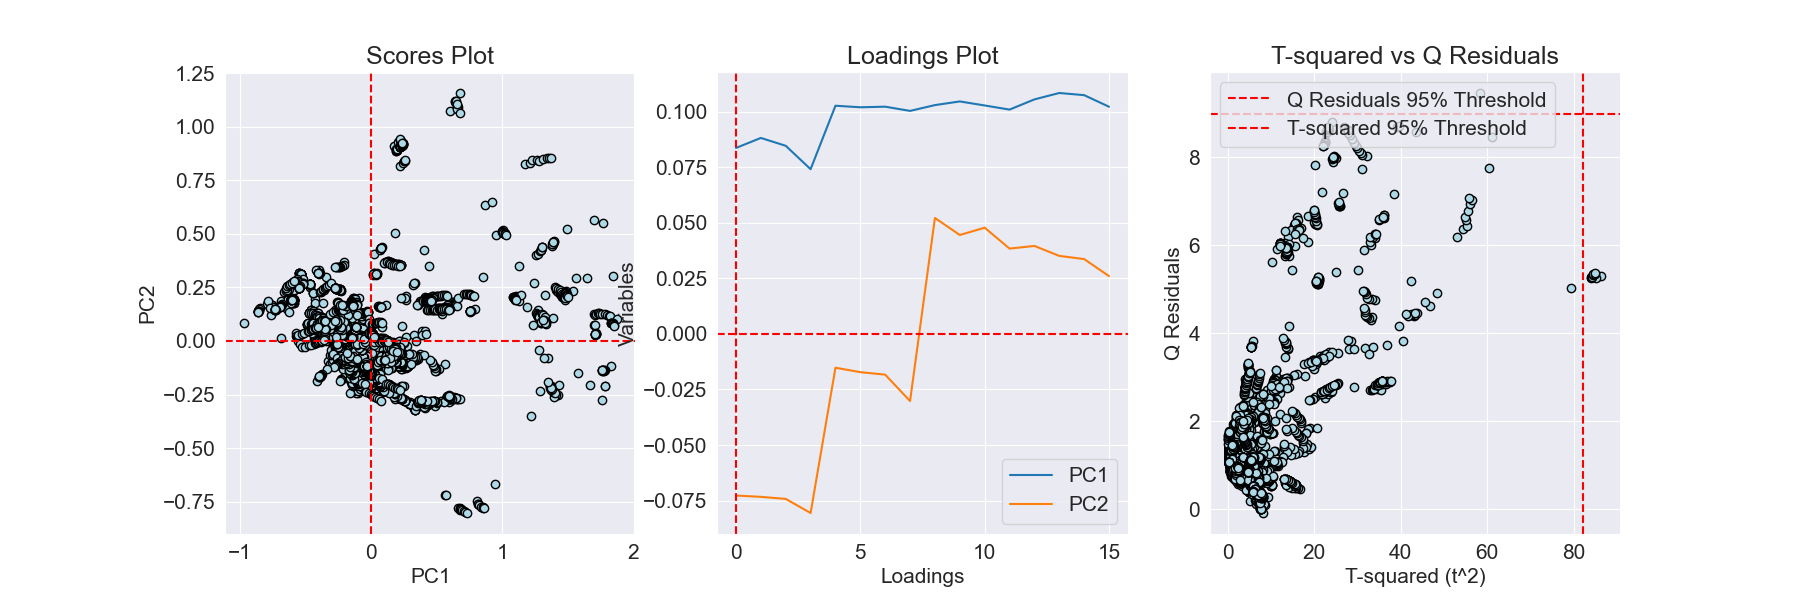 Scores Plot
1.25
1.00
0.75
0.50
0.25
0.00
−0.25
−0.50
−0.75
PC2
−1
0
1
2
PC1
Loadings Plot
0.100
0.075
0.050
0.025
0.000
−0.025
−0.050
−0.075
Variables
PC1
PC2
0
5
10
15
Loadings
T-squared vs Q Residuals
Q Residuals 95% Threshold
T-squared 95% Threshold
8
6
4
2
0
Q Residuals
0
20
40
60
80
T-squared (t^2)